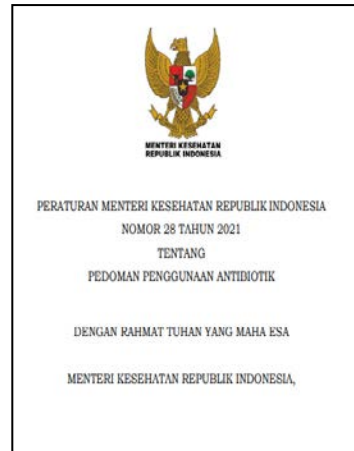 MENTERI KESEHATAN
REPUBLIK INDONESIA
PERATURAN MENTERI KESEHATAN REPUBLIK INDONESIA
NOMOR 28 TAHUN 2021
TENTANG
PEDOMAN PENGGUNAAN ANTIBIOTIK
DENGAN RAHMAT TUHAN YANG MAHA ESA
MENTERI KESEHATAN REPUBLIK INDONESIA,